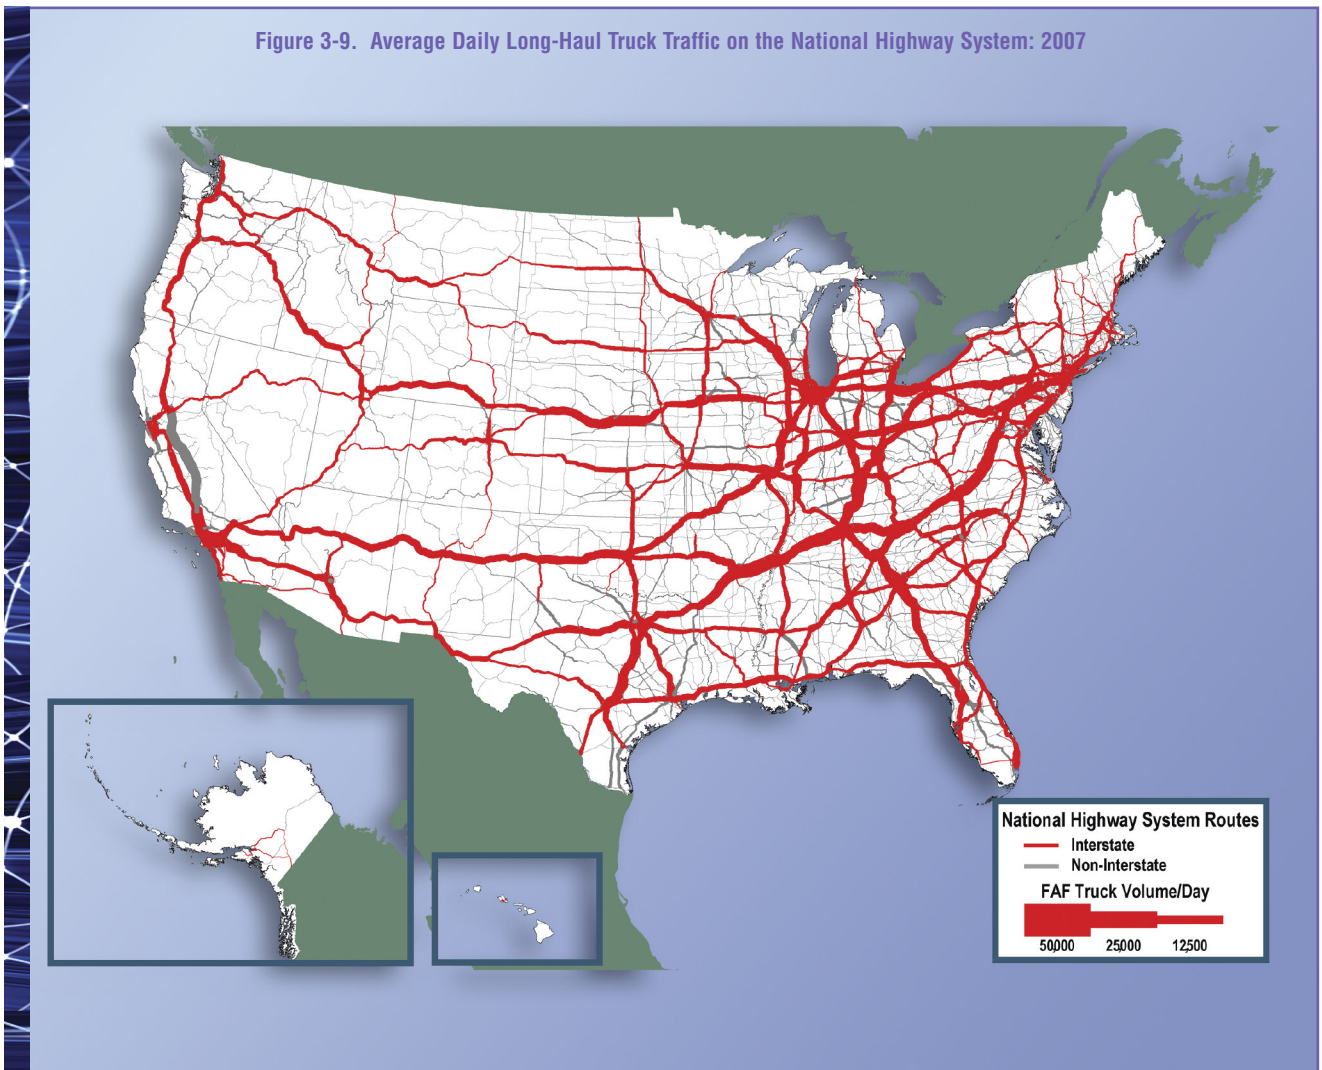 Figure 3-9. Average Daily Long-Haul Truck Traffic on the National Highway System: 2007
National Highway System Routes
Interstate
Non-Interstate
FAF Truck Volume/Day
50,000 25,000 12,500